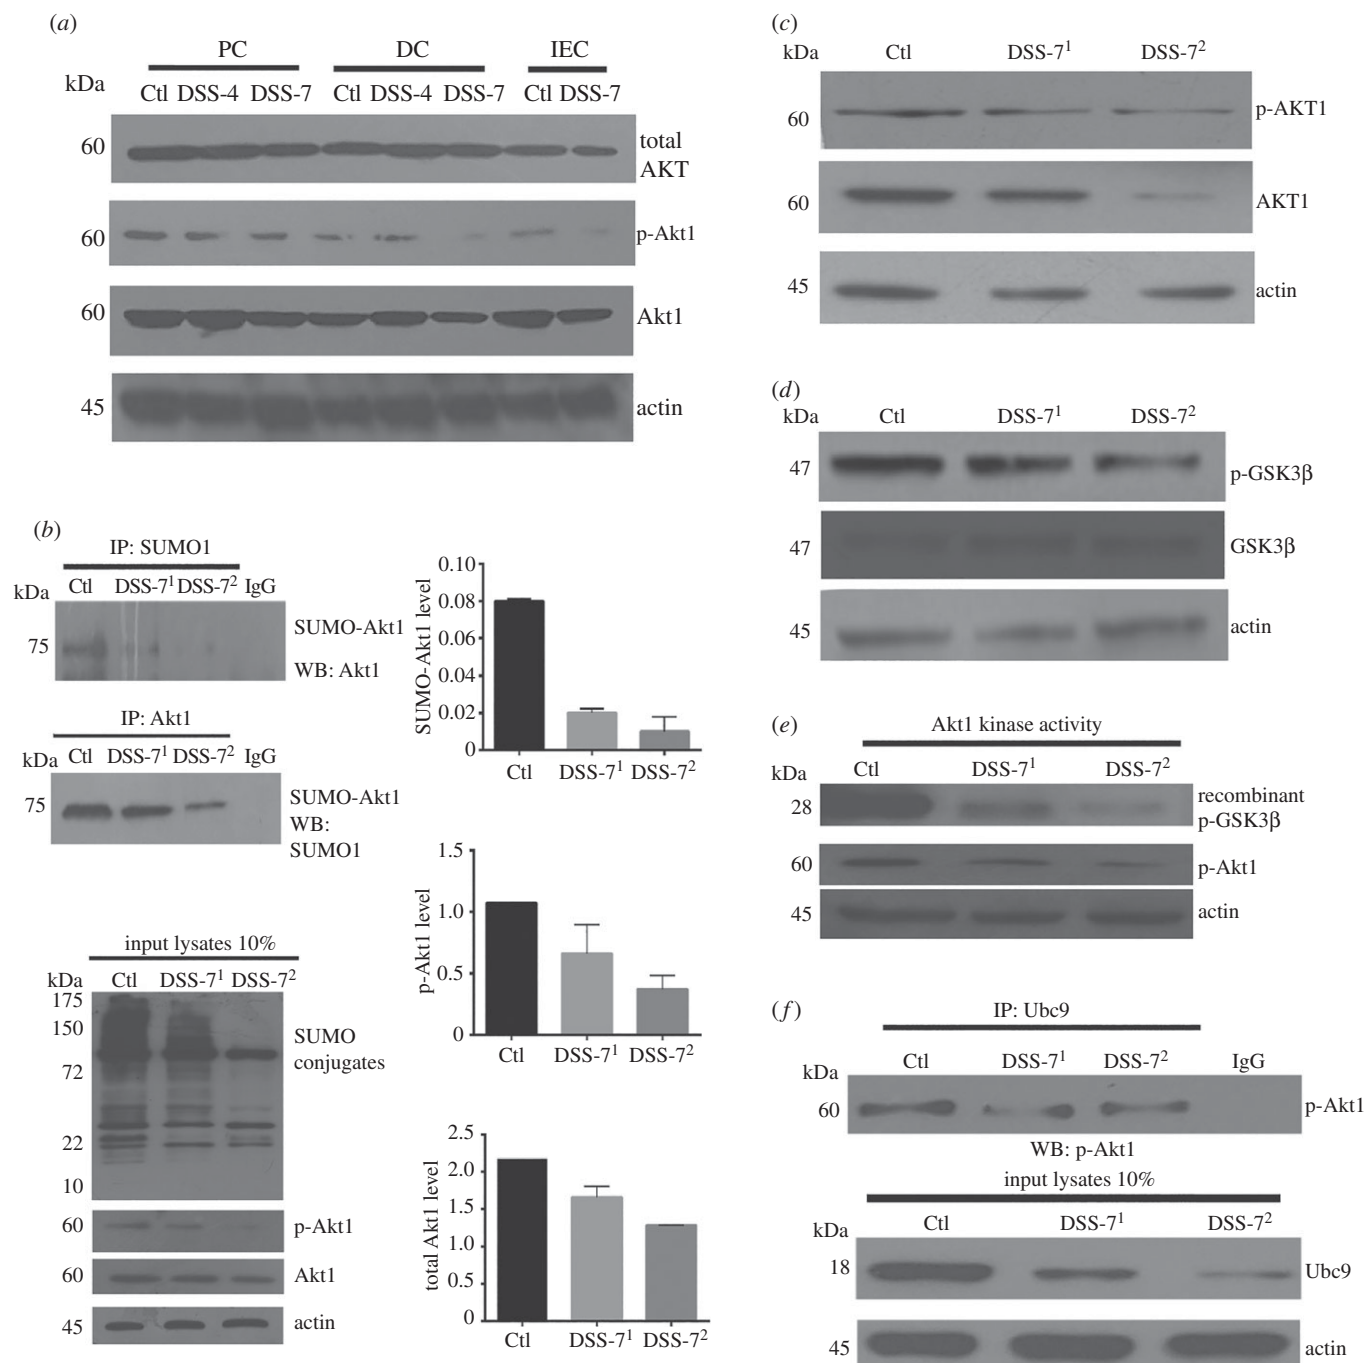 (a)
PC DC IEC
kDa
Ctl DSS-4 DSS-7 Ctl DSS-4 DSS-7 Ctl DSS-7
60 total
AKT
60 p-Akt1
60 Akt1
45 actin
(b)
IP: SUMO1
kDa Ctl DSS-7¹ DSS-7² IgG
75 SUMO-Akt1
WB: Akt1
IP: Akt1
kDa Ctl DSS-7¹ DSS-7² IgG
75 SUMO-Akt1
WB:
SUMO1
input lysates 10%
kDa Ctl DSS-7¹ DSS-7²
175
150 SUMO
conjugates
72
22
10
60 p-Akt1
60 Akt1
45 actin
SUMO-Akt1 level
0.10
0.08
0.06
0.04
0.02
0
Ctl DSS-7¹ DSS-7²
p-Akt1 level
1.5
1.0
0.5
0
Ctl DSS-7¹ DSS-7²
total Akt1 level
2.5
2.0
1.5
1.0
0.5
0
Ctl DSS-7¹ DSS-7²
(c)
kDa Ctl DSS-7¹ DSS-7²
60 p-AKT1
60 AKT1
45 actin
(d)
kDa Ctl DSS-7¹ DSS-7²
47 p-GSK3β
47 GSK3β
45 actin
(e)
Akt1 kinase activity
kDa Ctl DSS-7¹ DSS-7²
28 recombinant
p-GSK3β
60 p-Akt1
45 actin
(f)
IP: Ubc9
kDa Ctl DSS-7¹ DSS-7² IgG
60 p-Akt1
WB: p-Akt1
input lysates 10%
kDa Ctl DSS-7¹ DSS-7²
18 Ubc9
45 actin